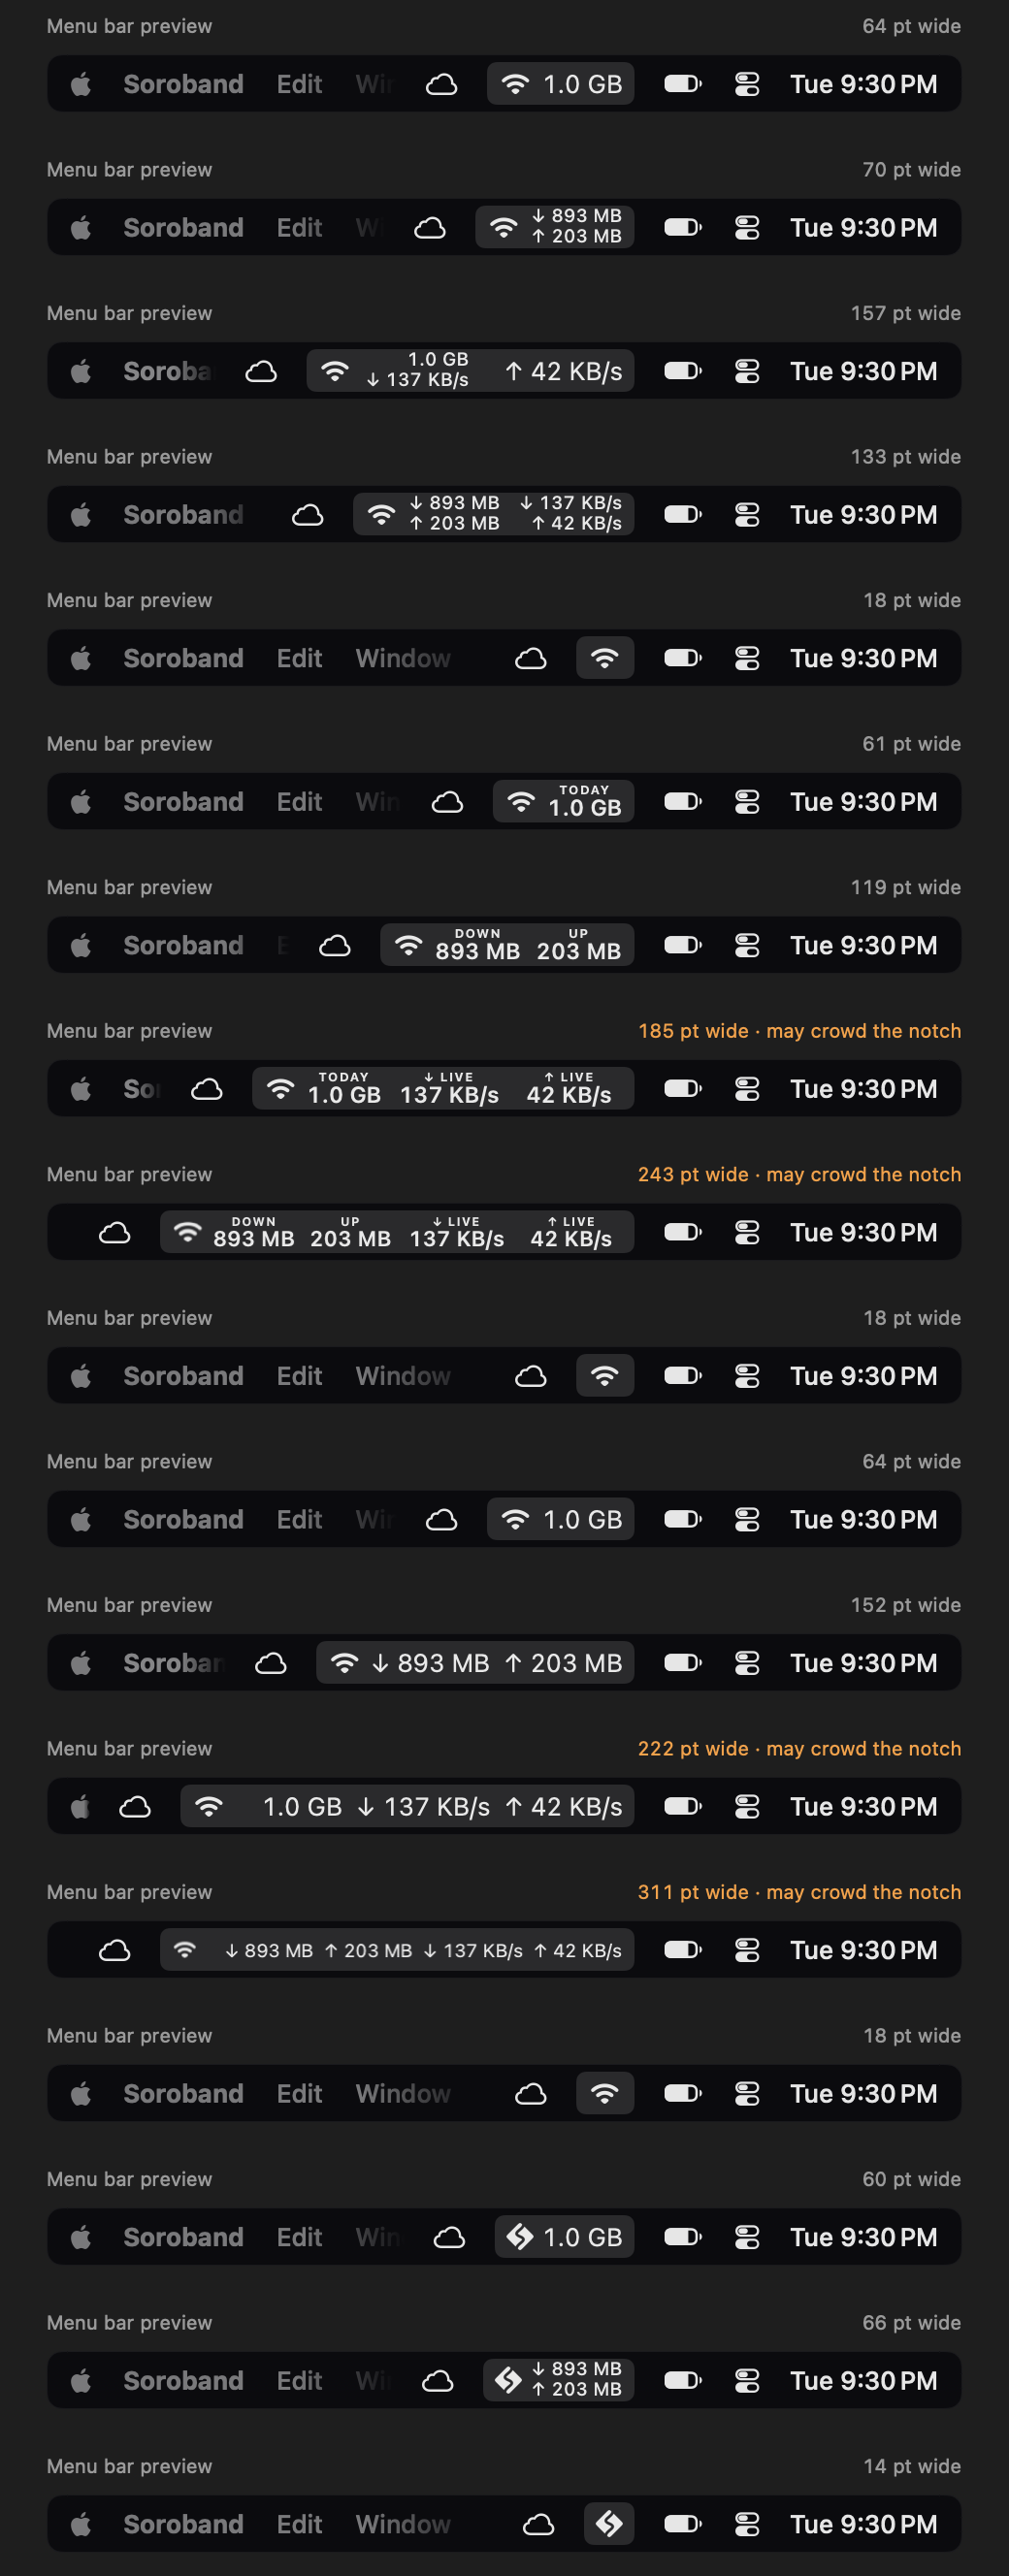 Menu bar preview 64 pt wide
Soroband Edit Win 1.0 GB Tue 9:30 PM
Menu bar preview 70 pt wide
Soroband Edit W ↓ 893 MB Tue 9:30 PM
↑ 203 MB
Menu bar preview 157 pt wide
Soroba 1.0 GB ↑ 42 KB/s Tue 9:30 PM
↓ 137 KB/s
Menu bar preview 133 pt wide
Soroband ↓ 893 MB ↓ 137 KB/s Tue 9:30 PM
↑ 203 MB ↑ 42 KB/s
Menu bar preview 18 pt wide
Soroband Edit Window Tue 9:30 PM
Menu bar preview 61 pt wide
TODAY
Soroband Edit Win 1.0 GB Tue 9:30 PM
Menu bar preview 119 pt wide
DOWN UP
Soroband E 893 MB 203 MB Tue 9:30 PM
Menu bar preview 185 pt wide · may crowd the notch
TODAY ↓ LIVE ↑ LIVE
So 1.0 GB 137 KB/s 42 KB/s Tue 9:30 PM
Menu bar preview 243 pt wide · may crowd the notch
DOWN UP ↓ LIVE ↑ LIVE
893 MB 203 MB 137 KB/s 42 KB/s Tue 9:30 PM
Menu bar preview 18 pt wide
Soroband Edit Window Tue 9:30 PM
Menu bar preview 64 pt wide
Soroband Edit Win 1.0 GB Tue 9:30 PM
Menu bar preview 152 pt wide
Soroban ↓ 893 MB ↑ 203 MB Tue 9:30 PM
Menu bar preview 222 pt wide · may crowd the notch
1.0 GB ↓ 137 KB/s ↑ 42 KB/s Tue 9:30 PM
Menu bar preview 311 pt wide · may crowd the notch
↓ 893 MB ↑ 203 MB ↓ 137 KB/s ↑ 42 KB/s Tue 9:30 PM
Menu bar preview 18 pt wide
Soroband Edit Window Tue 9:30 PM
Menu bar preview 60 pt wide
Soroband Edit Win 1.0 GB Tue 9:30 PM
Menu bar preview 66 pt wide
Soroband Edit Wi ↓ 893 MB Tue 9:30 PM
↑ 203 MB
Menu bar preview 14 pt wide
Soroband Edit Window Tue 9:30 PM